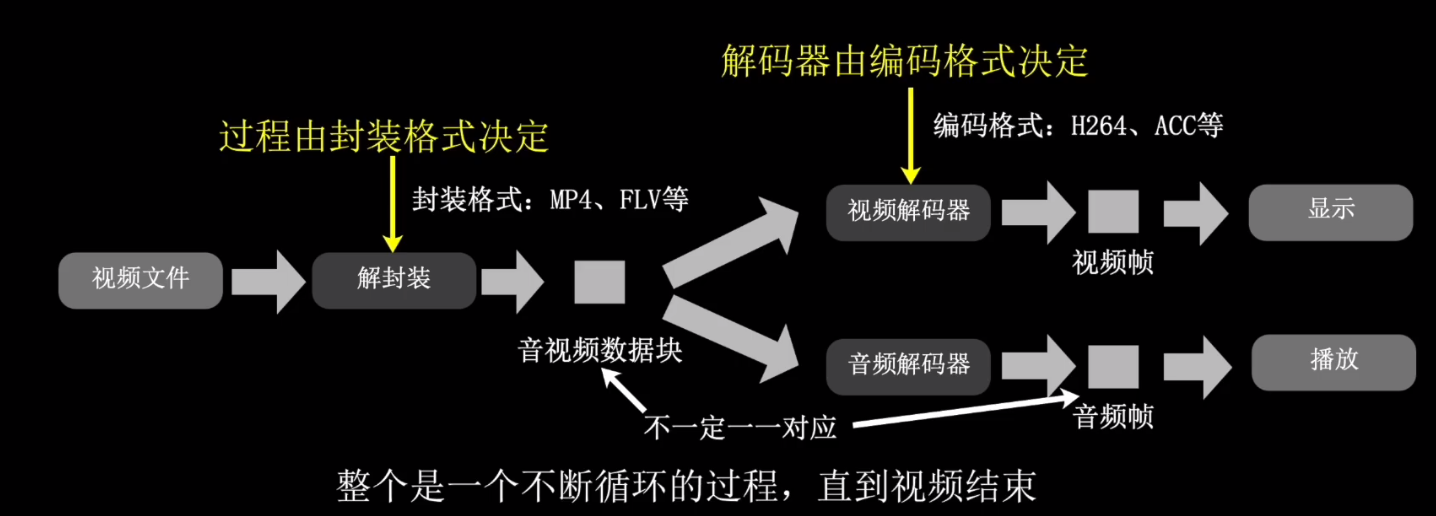 解码器由编码格式决定
过程由封装格式决定
编码格式：H264、ACC等
封装格式：MP4、FLV等
视频文件
解封装
音视频数据块
视频解码器
视频帧
显示
音频解码器
音频帧
播放
不一定一一对应
整个是一个不断循环的过程，直到视频结束